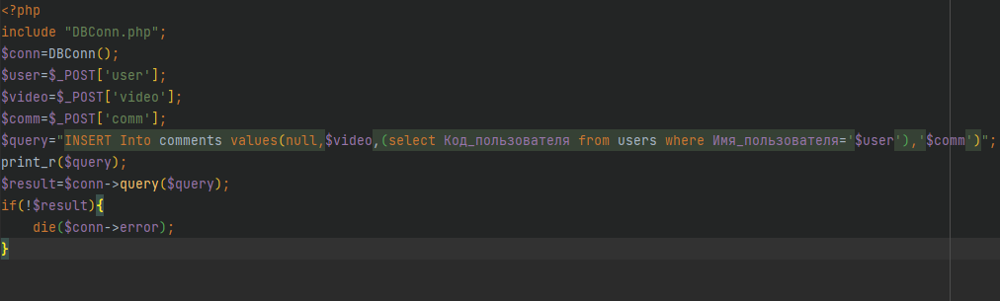 <?php
include "DBConn.php";
$conn=DBConn();
$user=$_POST['user'];
$video=$_POST['video'];
$comm=$_POST['comm'];
$query="INSERT Into comments values(null,$video,(select Код_пользователя from users where Имя_пользователя='$user'),'$comm')";
print_r($query);
$result=$conn->query($query);
if(!$result){
    die($conn->error);
}